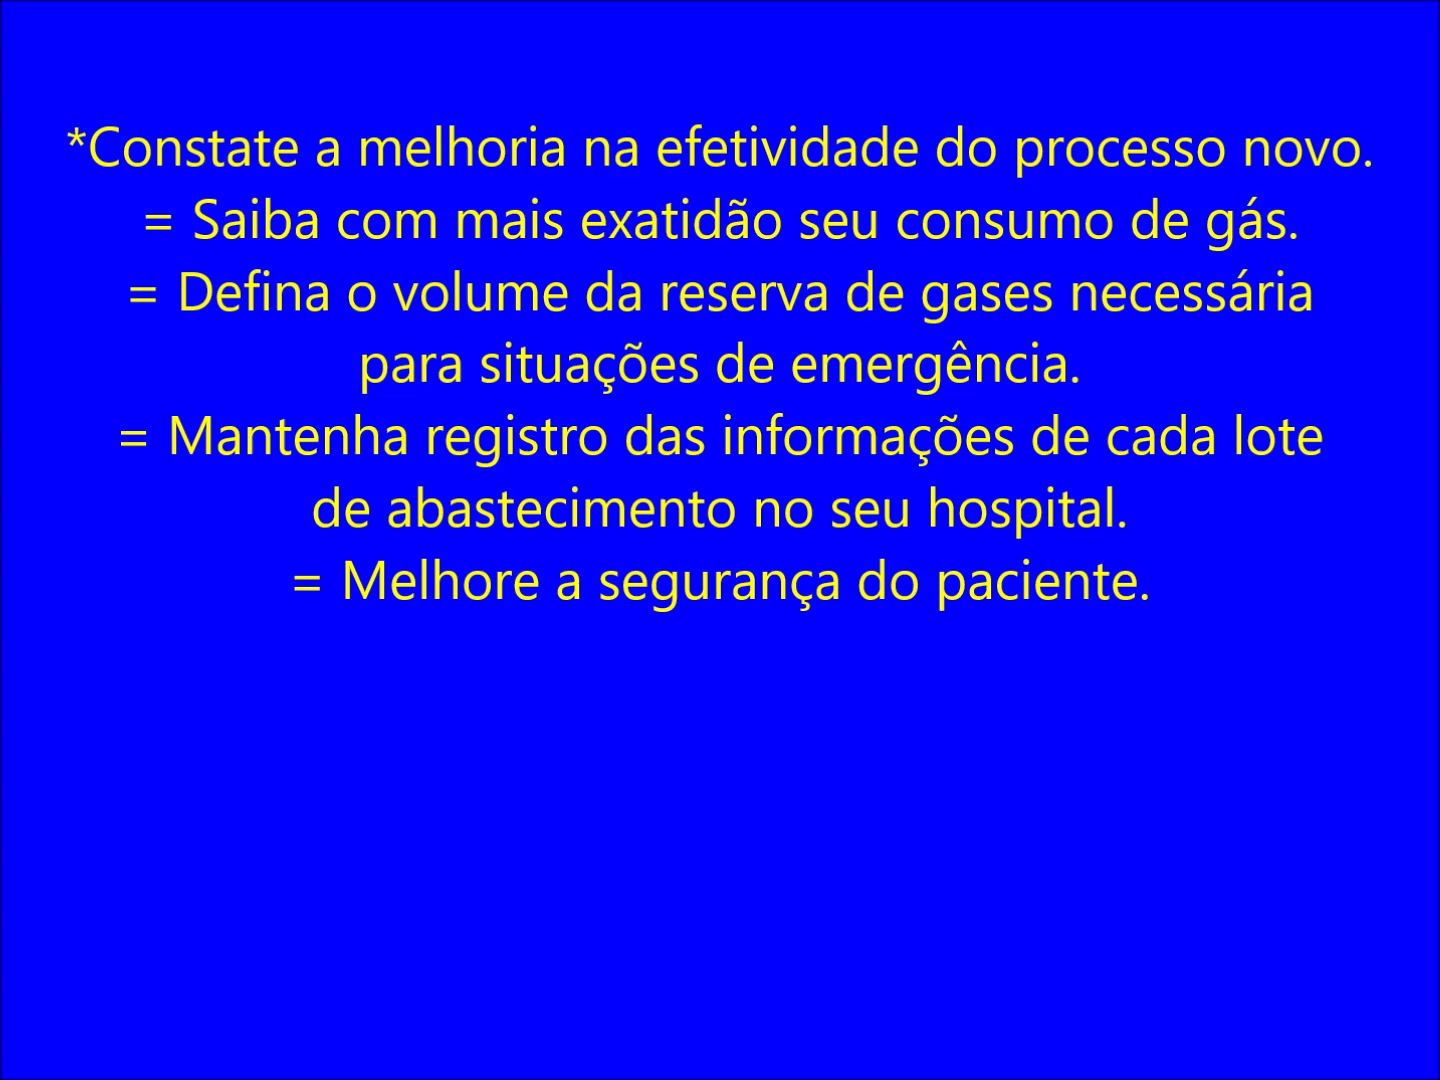 *Constate a melhoria na efetividade do processo novo.
= Saiba com mais exatidão seu consumo de gás.
= Defina o volume da reserva de gases necessária
para situações de emergência.
= Mantenha registro das informações de cada lote
de abastecimento no seu hospital.
= Melhore a segurança do paciente.